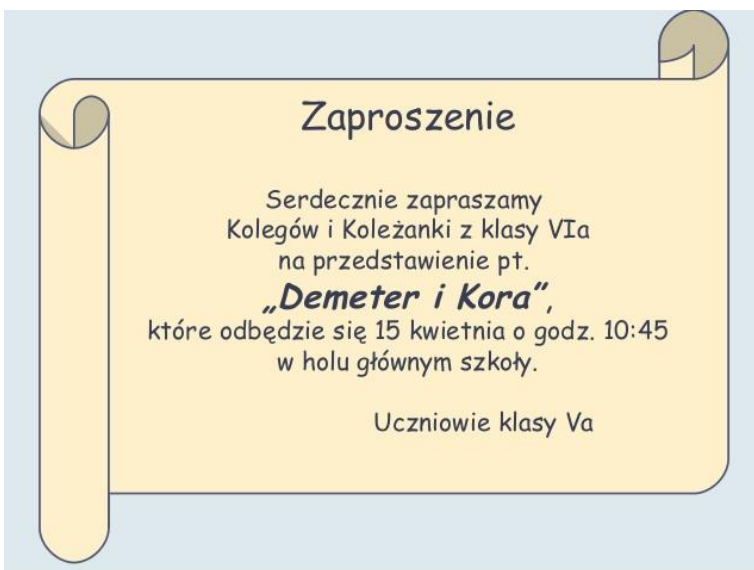 Zaproszenie
Serdecznie zapraszamy
Kolegów i Koleżanki z klasy VIa
na przedstawienie pt.
„Demeter i Kora”,
które odbędzie się 15 kwietnia o godz. 10:45
w holu głównym szkoły.
Uczniowie klasy Va